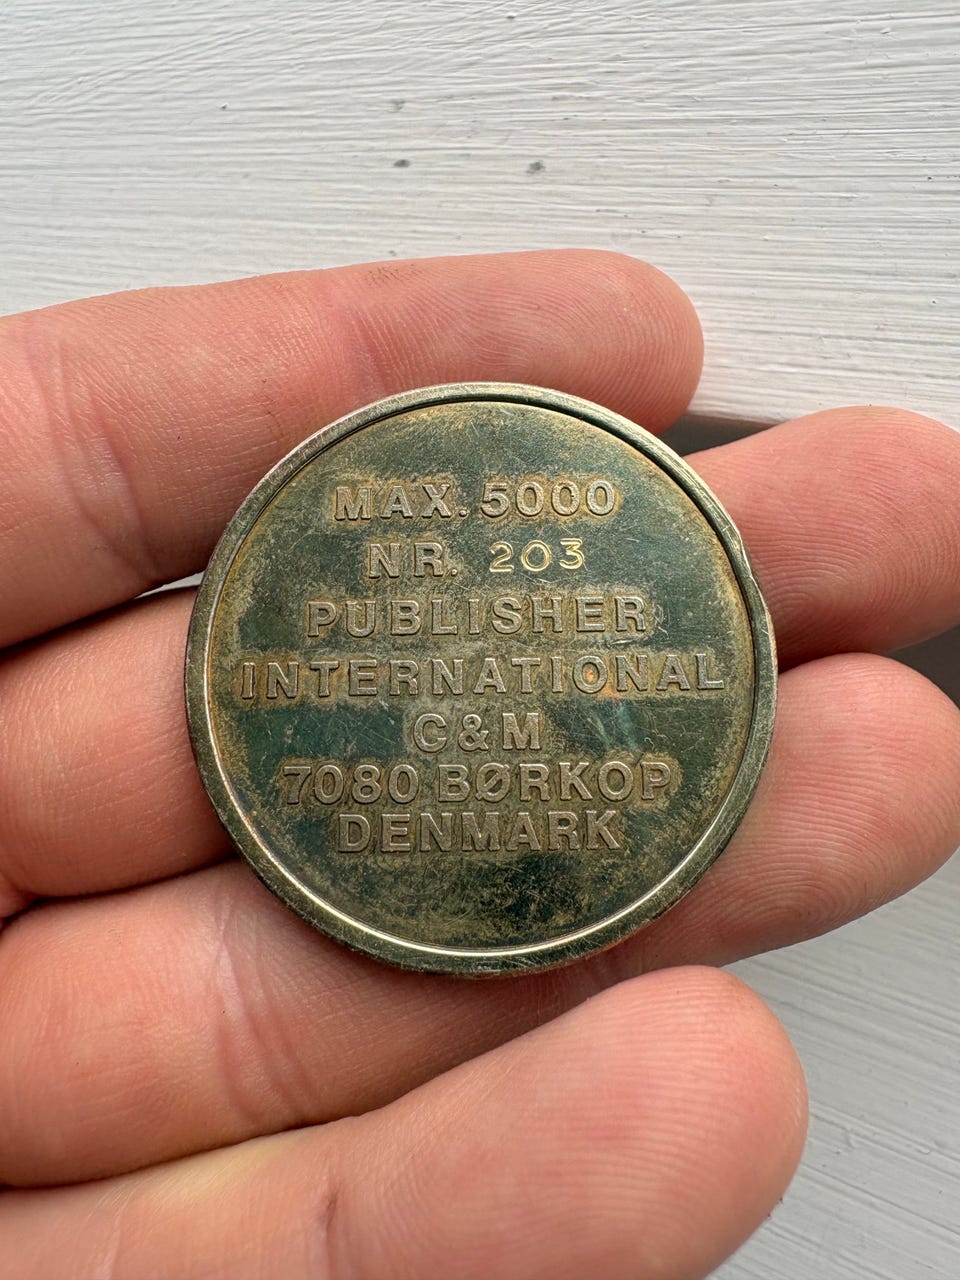 MAX. 5000
NR. 203
PUBLISHER
INTERNATIONAL
C&M
7080 BØRKOP
DENMARK